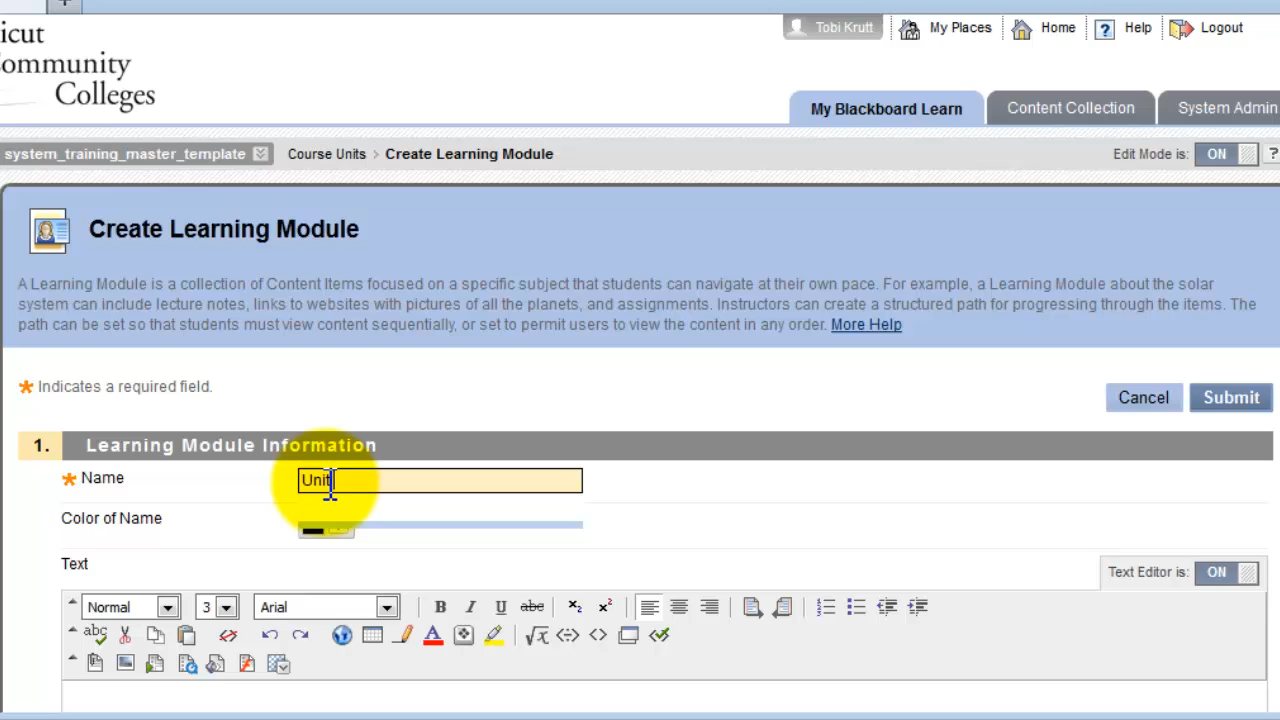 icut
ommunity
Colleges
Tobi Krutt
My Places
Home
? Help
Logout
My Blackboard Learn
Content Collection
System Admin
system_training_master_template
Course Units > Create Learning Module
Edit Mode is: ON
?
Create Learning Module
A Learning Module is a collection of Content Items focused on a specific subject that students can navigate at their own pace. For example, a Learning Module about the solar
system can include lecture notes, links to websites with pictures of all the planets, and assignments. Instructors can create a structured path for progressing through the items. The
path can be set so that students must view content sequentially, or set to permit users to view the content in any order. More Help
Indicates a required field.
Cancel
Submit
1. Learning Module Information
Name
Unit
Color of Name
Text
Text Editor is: ON
Normal
3
Arial
B I U abc x₂ x²
abc
A
√x